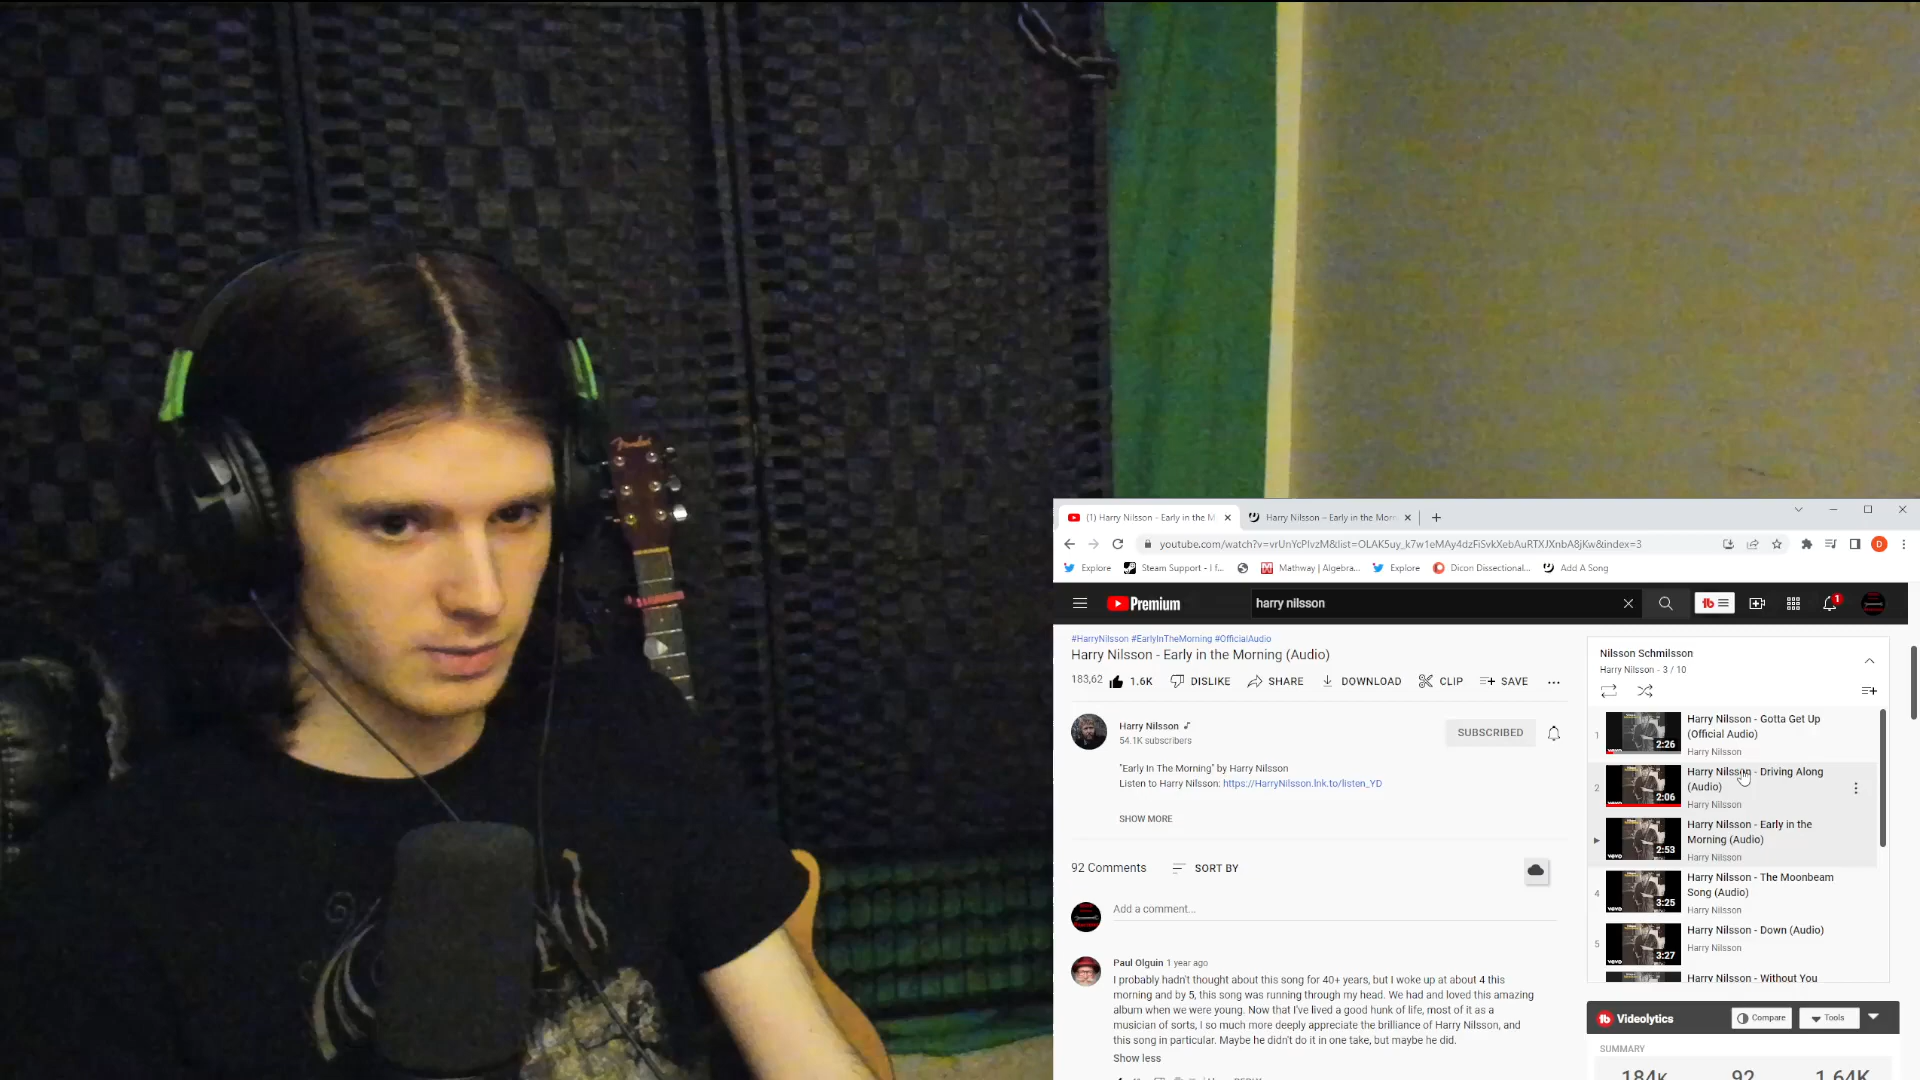 Fender
(1) Harry Nilsson - Early in the M
Harry Nilsson – Early in the Morn
youtube.com/watch?v=vrUnYcPlvzM&list=OLAK5uy_k7w1eMAy4dzFiSvkXebAuRTXJXnbA8jKw&index=3
Explore
Steam Support - I f...
Mathway | Algebra...
Explore
Dicon Dissectional...
Add A Song
Premium
harry nilsson
1
#HarryNilsson #EarlyInTheMorning #OfficialAudio
Harry Nilsson - Early in the Morning (Audio)
183,62
1.6K
DISLIKE
SHARE
DOWNLOAD
CLIP
SAVE
Harry Nilsson
54.1K subscribers
SUBSCRIBED
"Early In The Morning" by Harry Nilsson
Listen to Harry Nilsson: https://HarryNilsson.lnk.to/listen_YD
SHOW MORE
92 Comments
SORT BY
Add a comment...
Paul Olguin 1 year ago
I probably hadn't thought about this song for 40+ years, but I woke up at about 4 this
morning and by 5, this song was running through my head. We had and loved this amazing
album when we were young. Now that I've lived a good hunk of life, most of it as a
musician of sorts, I so much more deeply appreciate the brilliance of Harry Nilsson, and
this song in particular. Maybe he didn't do it in one take, but maybe he did.
Show less
Nilsson Schmilsson
Harry Nilsson - 3 / 10
1
2:26
Harry Nilsson - Gotta Get Up
(Official Audio)
Harry Nilsson
2
2:06
Harry Nilsson - Driving Along
(Audio)
Harry Nilsson
2:53
Harry Nilsson - Early in the
Morning (Audio)
Harry Nilsson
4
3:25
Harry Nilsson - The Moonbeam
Song (Audio)
Harry Nilsson
5
3:27
Harry Nilsson - Down (Audio)
Harry Nilsson
Harry Nilsson - Without You
Videolytics
Compare
Tools
SUMMARY
184K
92
1.64K